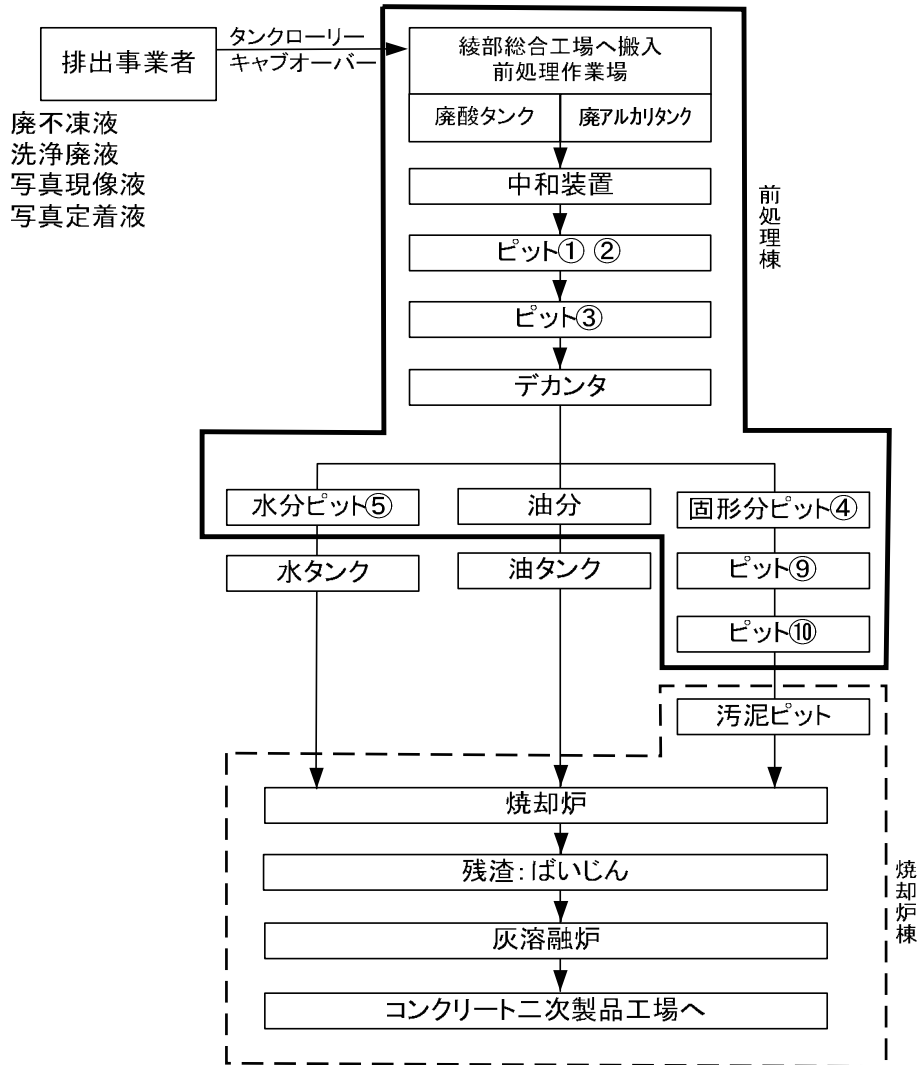 排出事業者
タンクローリー
キャブオーバー
廃不凍液
洗浄廃液
写真現像液
写真定着液
綾部総合工場へ搬入
前処理作業場
廃酸タンク
廃アルカリタンク
中和装置
ピット① ②
ピット③
デカンタ
前処理棟
水分ピット⑤
油分
固形分ピット④
水タンク
油タンク
ピット⑨
ピット⑩
汚泥ピット
焼却炉
残渣:ばいじん
灰溶融炉
コンクリート二次製品工場へ
焼却炉棟